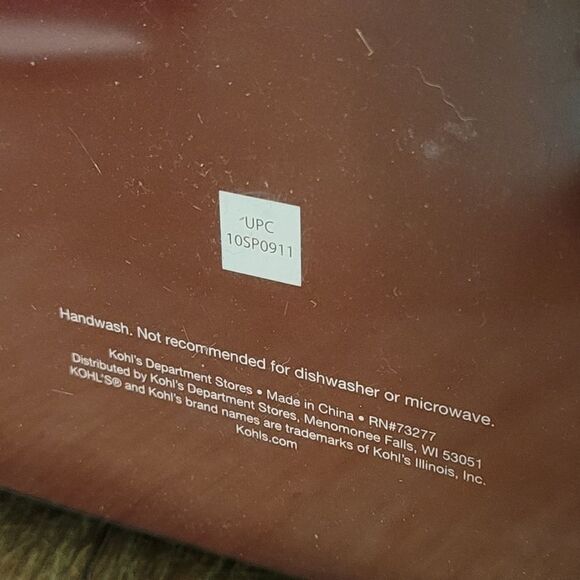 UPC
10SP0911
Handwash. Not recommended for dishwasher or microwave.
Kohl's Department Stores • Made in China • RN#73277
Distributed by Kohl's Department Stores, Menomonee Falls, WI 53051
KOHL'S® and Kohl's brand names are trademarks of Kohl's Illinois, Inc.
Kohls.com